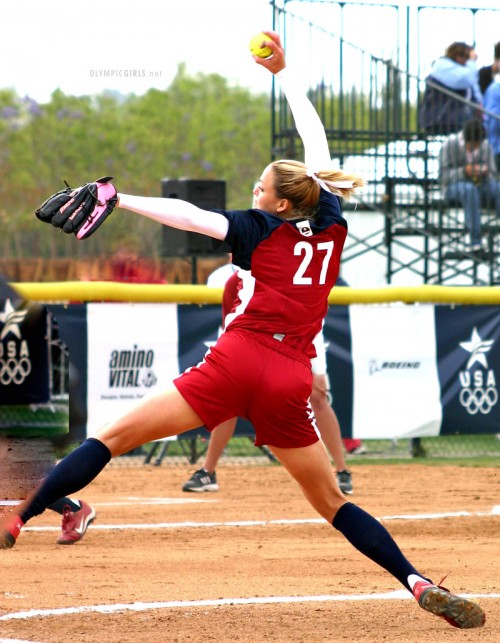 OLYMPICGIRLS.net
27
amino
VITAL
BOEING
USA
USA